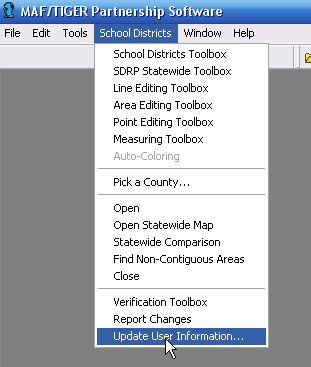 MAF/TIGER Partnership Software
File Edit Tools School Districts Window Help
School Districts Toolbox
SDRP Statewide Toolbox
Line Editing Toolbox
Area Editing Toolbox
Point Editing Toolbox
Measuring Toolbox
Auto-Coloring
Pick a County...
Open
Open Statewide Map
Statewide Comparison
Find Non-Contiguous Areas
Close
Verification Toolbox
Report Changes
Update User Information...